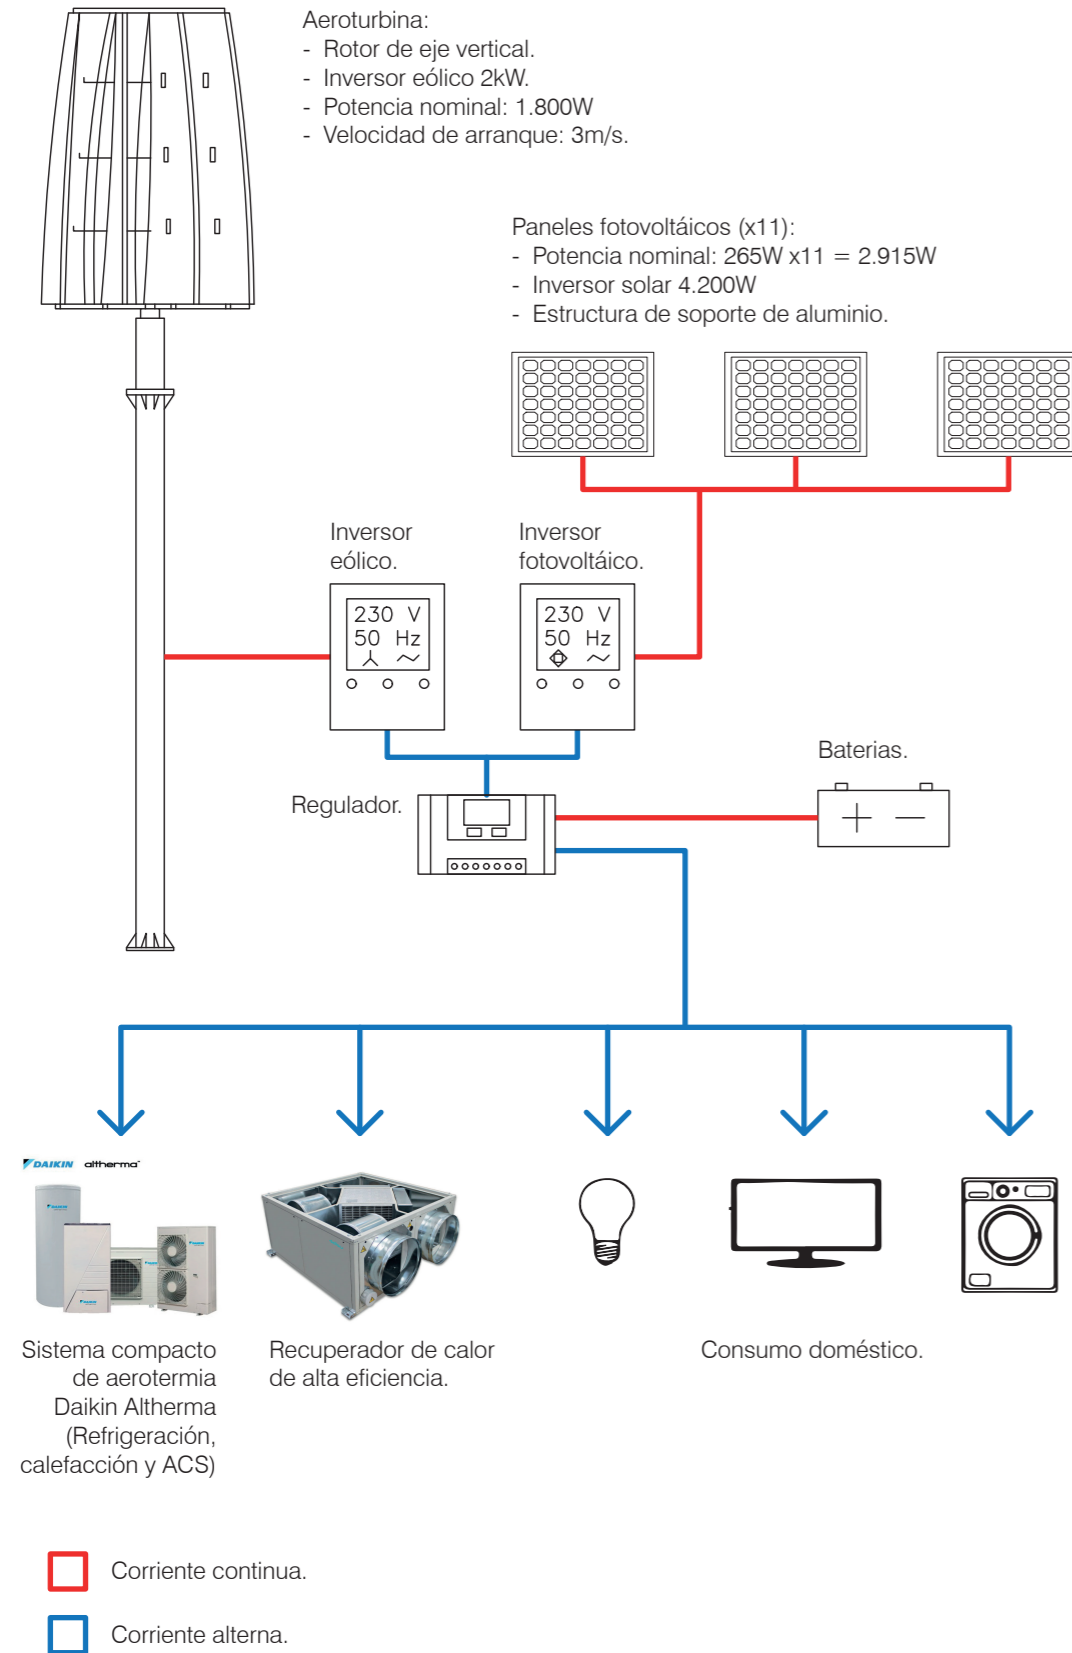 Aeroturbina:
- Rotor de eje vertical.
- Inversor eólico 2kW.
- Potencia nominal: 1.800W
- Velocidad de arranque: 3m/s.
Paneles fotovoltáicos (x11):
- Potencia nominal: 265W x11 = 2.915W
- Inversor solar 4.200W
- Estructura de soporte de aluminio.
Inversor
eólico.
Inversor
fotovoltáico.
230 V
50 Hz
230 V
50 Hz
Regulador.
Baterias.
+ −
DAIKIN altherma
Sistema compacto
de aerotermia
Daikin Altherma
(Refrigeración,
calefacción y ACS)
Recuperador de calor
de alta eficiencia.
Consumo doméstico.
Corriente continua.
Corriente alterna.